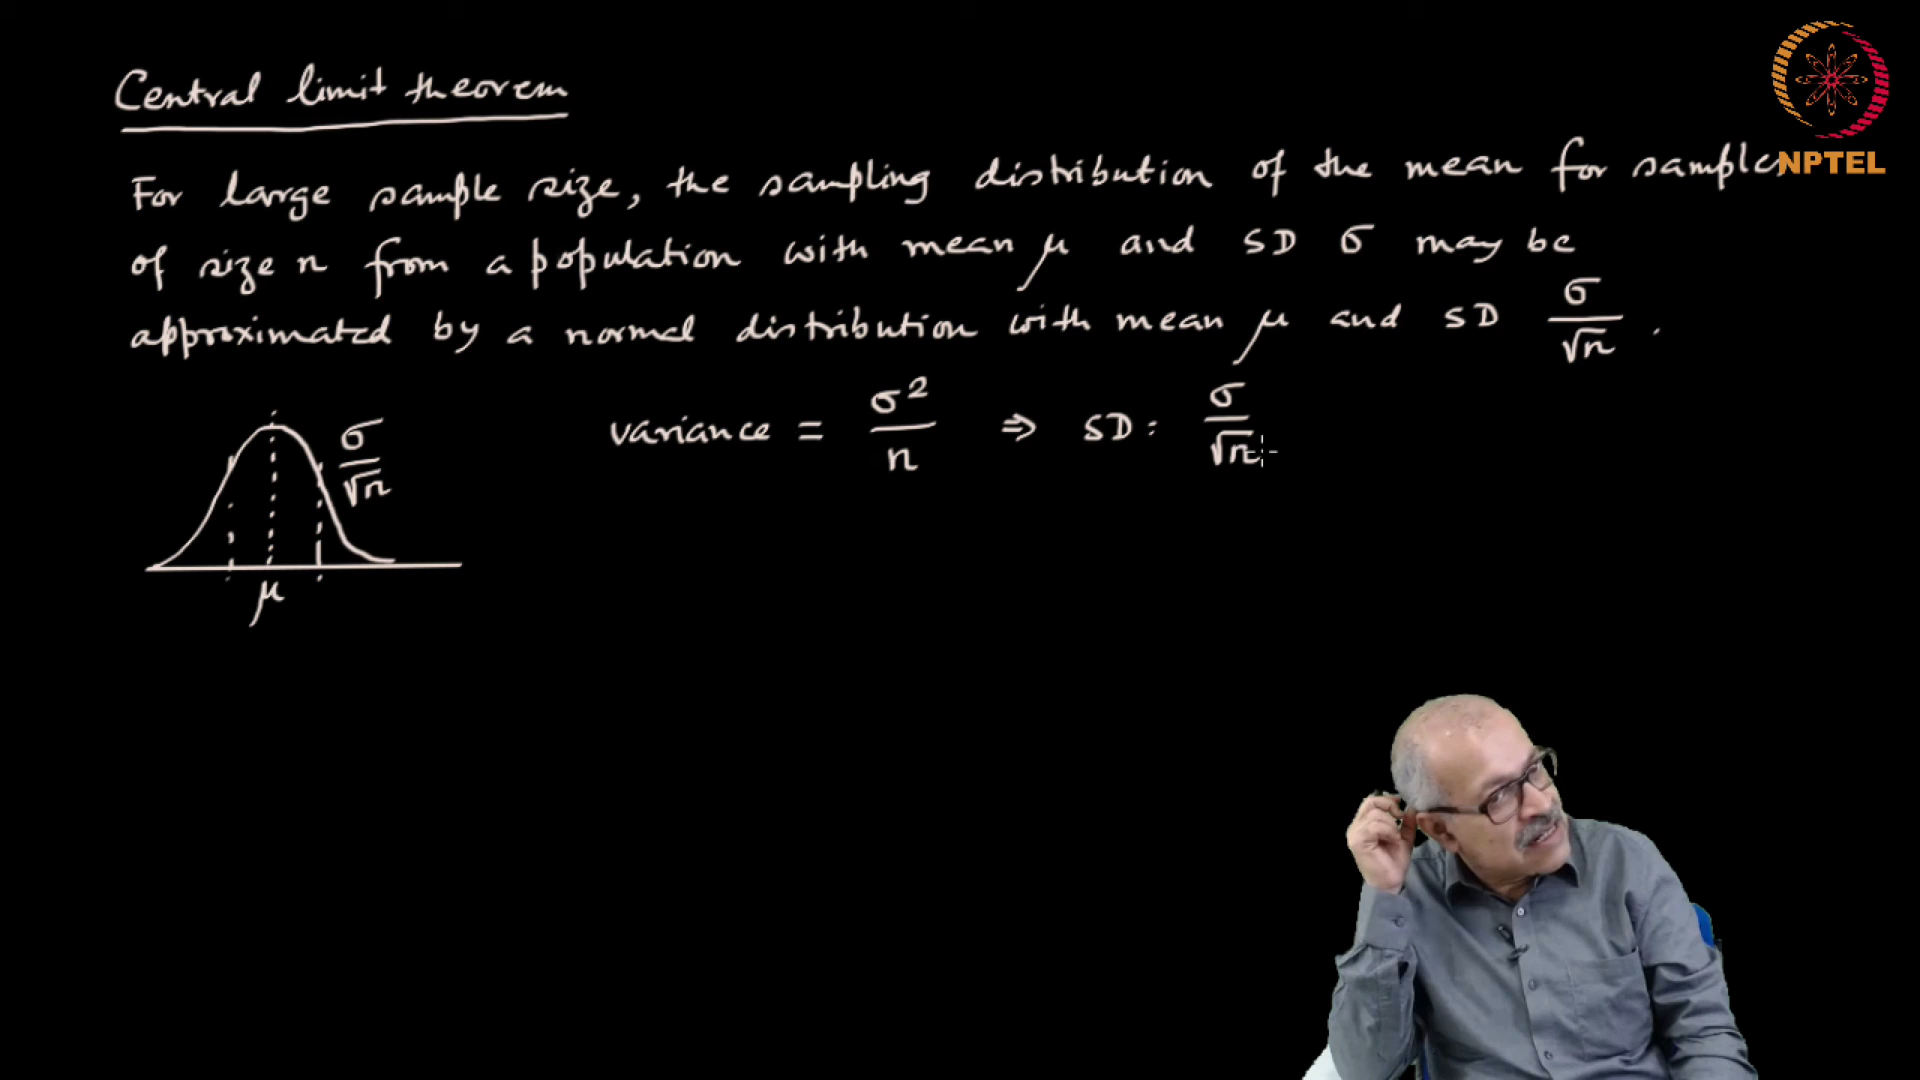 Central limit theorem
NPTEL
For large sample size, the sampling distribution of the mean for samples
of size n from a population with mean μ and SD σ may be
approximated by a normal distribution with mean μ and SD σ/√n .
variance = σ²/n ⇒ SD: σ/√n
σ/√n
μ